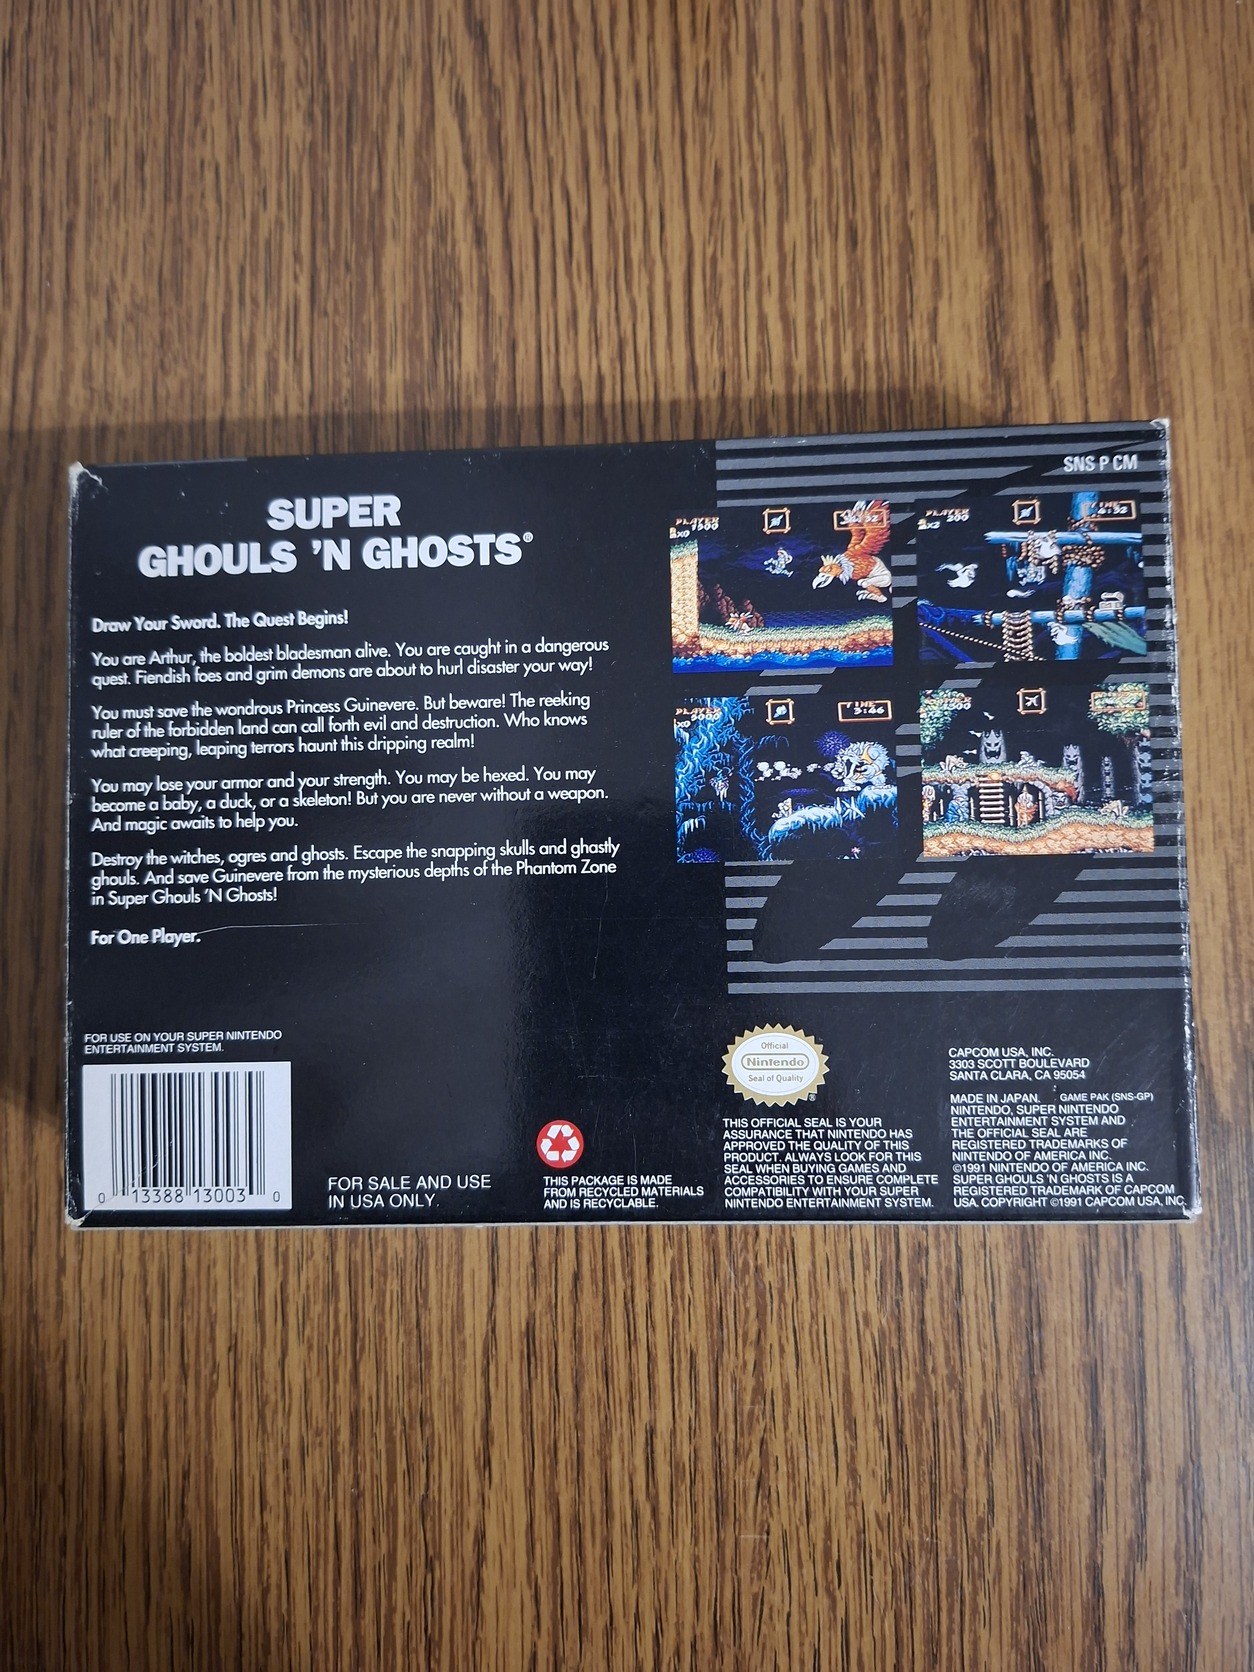 SNS P CM
SUPER
GHOULS 'N GHOSTS®
Draw Your Sword. The Quest Begins!
You are Arthur, the boldest bladesman alive. You are caught in a dangerous
quest. Fiendish foes and grim demons are about to hurl disaster your way!
You must save the wondrous Princess Guinevere. But beware! The reeking
ruler of the forbidden land can call forth evil and destruction. Who knows
what creeping, leaping terrors haunt this dripping realm!
You may lose your armor and your strength. You may be hexed. You may
become a baby, a duck, or a skeleton! But you are never without a weapon.
And magic awaits to help you.
Destroy the witches, ogres and ghosts. Escape the snapping skulls and ghastly
ghouls. And save Guinevere from the mysterious depths of the Phantom Zone
in Super Ghouls 'N Ghosts!
For One Player.
PLAYER
1500
PLAYER
200
TIME
PLAYER
TIME
3:46
FOR USE ON YOUR SUPER NINTENDO
ENTERTAINMENT SYSTEM.
0 13388 13003 0
FOR SALE AND USE
IN USA ONLY.
THIS PACKAGE IS MADE
FROM RECYCLED MATERIALS
AND IS RECYCLABLE.
Official
Nintendo
Seal of Quality
®
THIS OFFICIAL SEAL IS YOUR
ASSURANCE THAT NINTENDO HAS
APPROVED THE QUALITY OF THIS
PRODUCT. ALWAYS LOOK FOR THIS
SEAL WHEN BUYING GAMES AND
ACCESSORIES TO ENSURE COMPLETE
COMPATIBILITY WITH YOUR SUPER
NINTENDO ENTERTAINMENT SYSTEM.
CAPCOM USA, INC.
3303 SCOTT BOULEVARD
SANTA CLARA, CA 95054
MADE IN JAPAN. GAME PAK (SNS-GP)
NINTENDO, SUPER NINTENDO
ENTERTAINMENT SYSTEM AND
THE OFFICIAL SEAL ARE
REGISTERED TRADEMARKS OF
NINTENDO OF AMERICA INC.
©1991 NINTENDO OF AMERICA INC.
SUPER GHOULS 'N GHOSTS IS A
REGISTERED TRADEMARK OF CAPCOM
USA. COPYRIGHT ©1991 CAPCOM USA, INC.